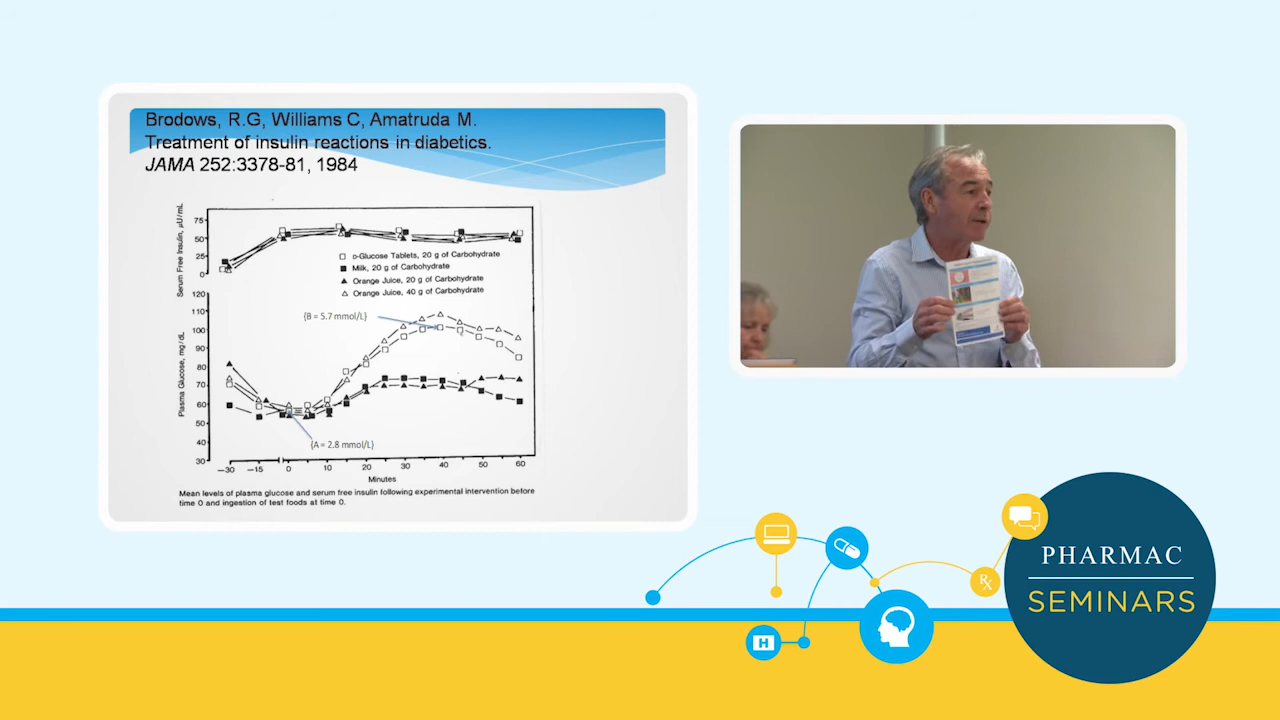 Brodows, R.G, Williams C, Amatruda M.
Treatment of insulin reactions in diabetics.
JAMA 252:3378-81, 1984
Serum Free Insulin, µU/mL
75
50
25
0
D-Glucose Tablets, 20 g of Carbohydrate
Milk, 20 g of Carbohydrate
Orange Juice, 20 g of Carbohydrate
Orange Juice, 40 g of Carbohydrate
{B = 5.7 mmol/L}
Plasma Glucose, mg/dL
120
110
100
90
80
70
60
50
40
30
{A = 2.8 mmol/L}
−30 −15 0 10 20 30 40 50 60
Minutes
Mean levels of plasma glucose and serum free insulin following experimental intervention before
time 0 and ingestion of test foods at time 0.
H
Rx
PHARMAC
SEMINARS